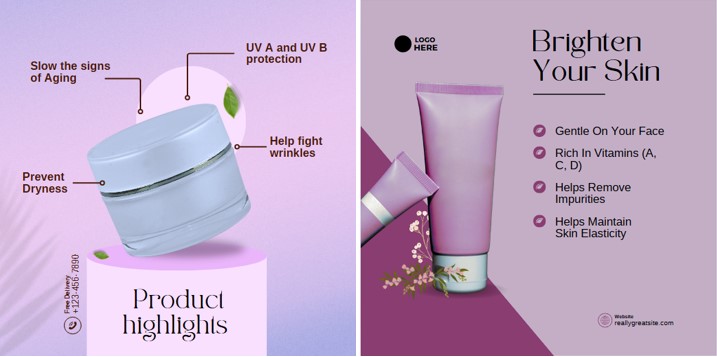 UV A and UV B
protection
Slow the signs
of Aging
Help fight
wrinkles
Prevent
Dryness
Free Delivery
+123-456-7890
Product
highlights
LOGO
HERE
Brighten
Your Skin
Gentle On Your Face
Rich In Vitamins (A,
C, D)
Helps Remove
Impurities
Helps Maintain
Skin Elasticity
Website
reallygreatsite.com